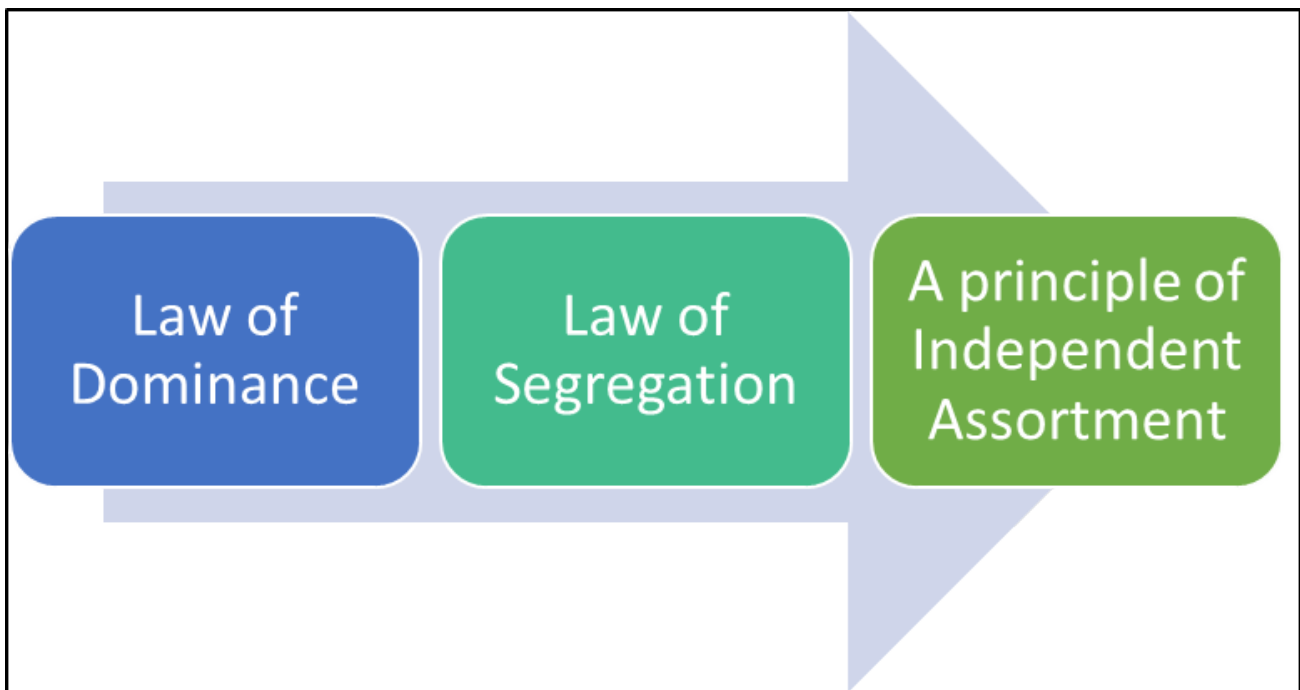 Law of
Dominance
Law of
Segregation
A principle of
Independent
Assortment